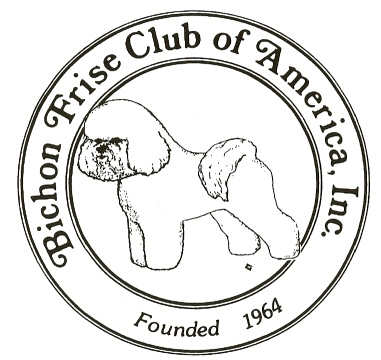 Bichon Frise Club of America, Inc.
Founded 1964